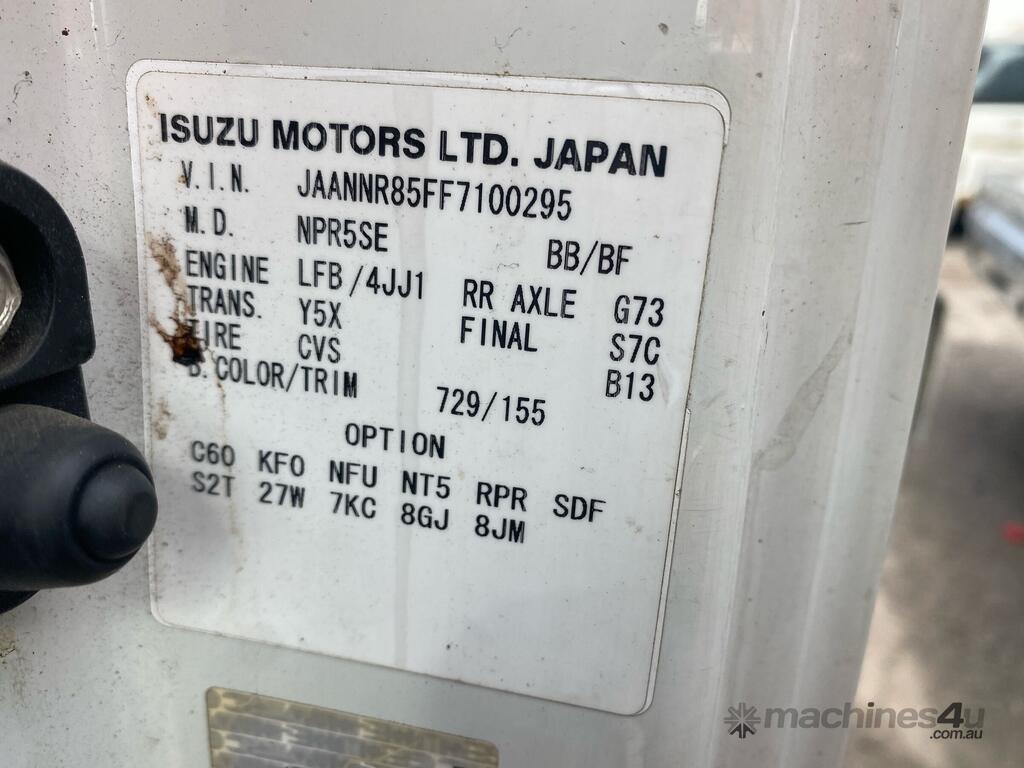 ISUZU MOTORS LTD. JAPAN
V.I.N. JAANNR85FF7100295
M.D. NPR5SE BB/BF
ENGINE LFB/4JJ1 RR AXLE G73
TRANS. Y5X FINAL S7C
TIRE CVS B13
B.COLOR/TRIM 729/155
OPTION
C60 KFO NFU NT5 RPR SDF
S2T 27W 7KC 8GJ 8JM
machines4u
.com.au